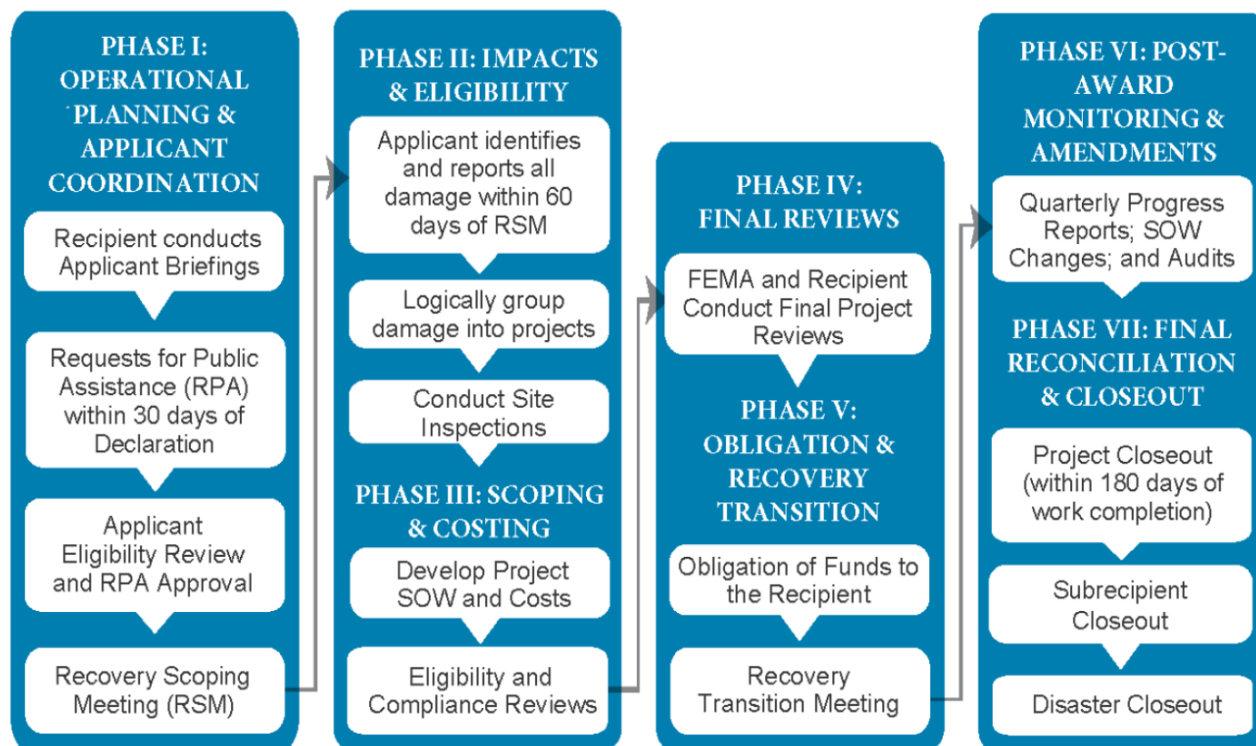 PHASE I:
OPERATIONAL
PLANNING &
APPLICANT
COORDINATION
Recipient conducts
Applicant Briefings
Requests for Public
Assistance (RPA)
within 30 days of
Declaration
Applicant
Eligibility Review
and RPA Approval
Recovery Scoping
Meeting (RSM)
PHASE II: IMPACTS
& ELIGIBILITY
Applicant identifies
and reports all
damage within 60
days of RSM
Logically group
damage into projects
Conduct Site
Inspections
PHASE III: SCOPING
& COSTING
Develop Project
SOW and Costs
Eligibility and
Compliance Reviews
PHASE IV:
FINAL REVIEWS
FEMA and Recipient
Conduct Final Project
Reviews
PHASE V:
OBLIGATION &
RECOVERY
TRANSITION
Obligation of Funds to
the Recipient
Recovery
Transition Meeting
PHASE VI: POST-
AWARD
MONITORING &
AMENDMENTS
Quarterly Progress
Reports; SOW
Changes; and Audits
PHASE VII: FINAL
RECONCILIATION
& CLOSEOUT
Project Closeout
(within 180 days of
work completion)
Subrecipient
Closeout
Disaster Closeout